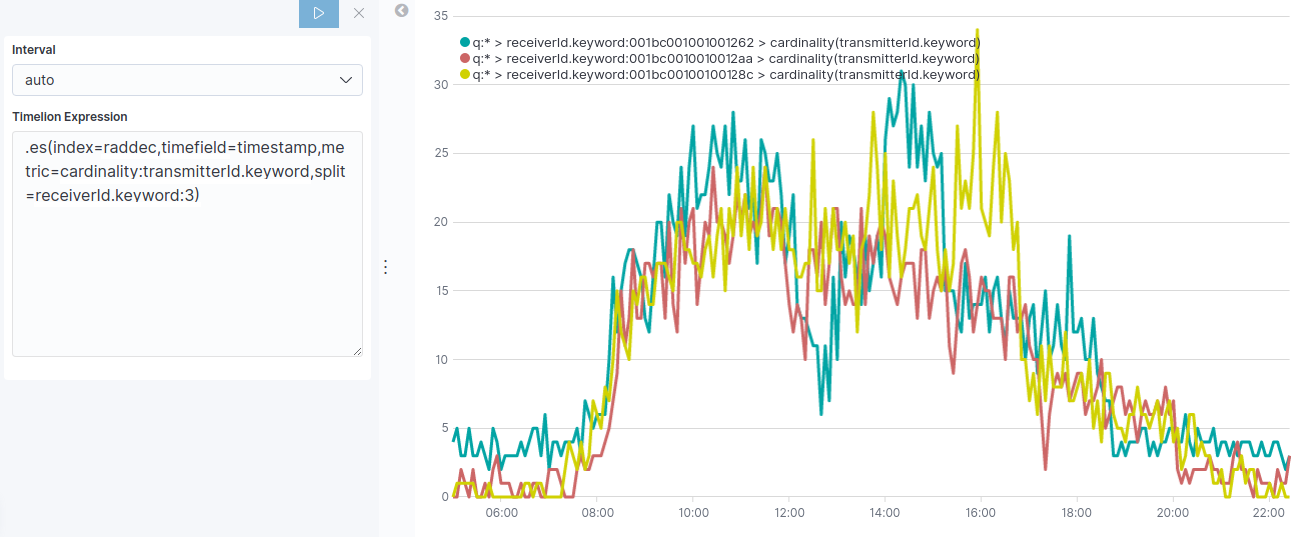 Interval
auto
Timelion Expression
.es(index=raddec,timefield=timestamp,me
tric=cardinality:transmitterId.keyword,split
=receiverId.keyword:3)
35
30
25
20
15
10
5
0
q:* > receiverId.keyword:001bc001001001262 > cardinality(transmitterId.keyword)
q:* > receiverId.keyword:001bc0010010012aa > cardinality(transmitterId.keyword)
q:* > receiverId.keyword:001bc00100100128c > cardinality(transmitterId.keyword)
06:00
08:00
10:00
12:00
14:00
16:00
18:00
20:00
22:00